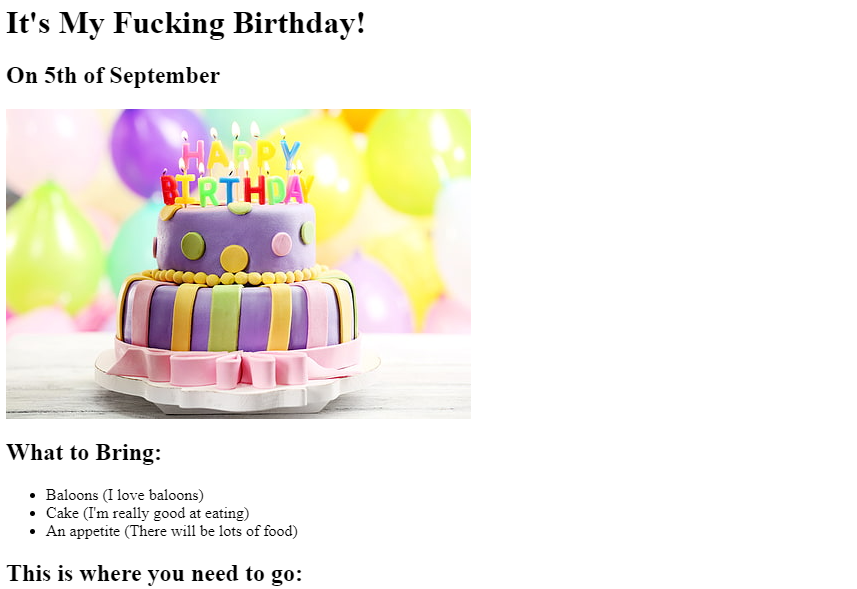 It's My Fucking Birthday!
On 5th of September
HAPPY
BIRTHDAY
What to Bring:
Baloons (I love baloons)
Cake (I'm really good at eating)
An appetite (There will be lots of food)
This is where you need to go: